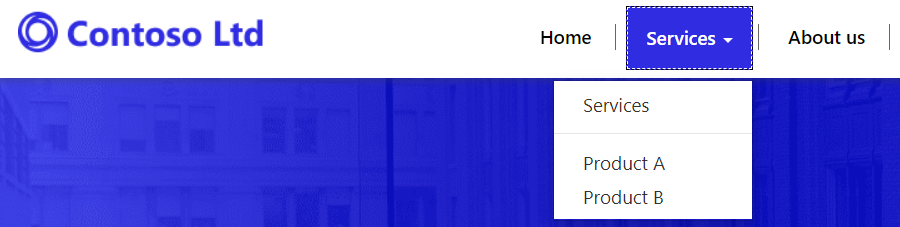 Contoso Ltd
Home
Services
About us
Services
Product A
Product B